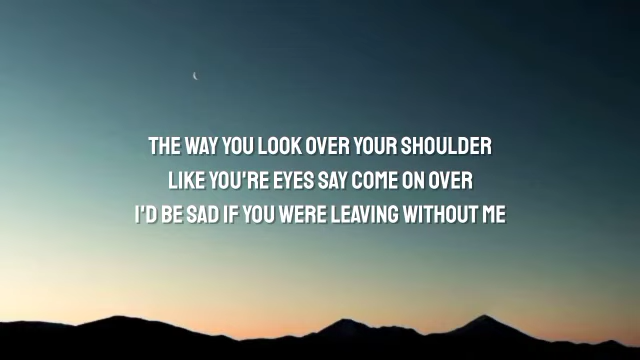 THE WAY YOU LOOK OVER YOUR SHOULDER
LIKE YOU'RE EYES SAY COME ON OVER
I'D BE SAD IF YOU WERE LEAVING WITHOUT ME